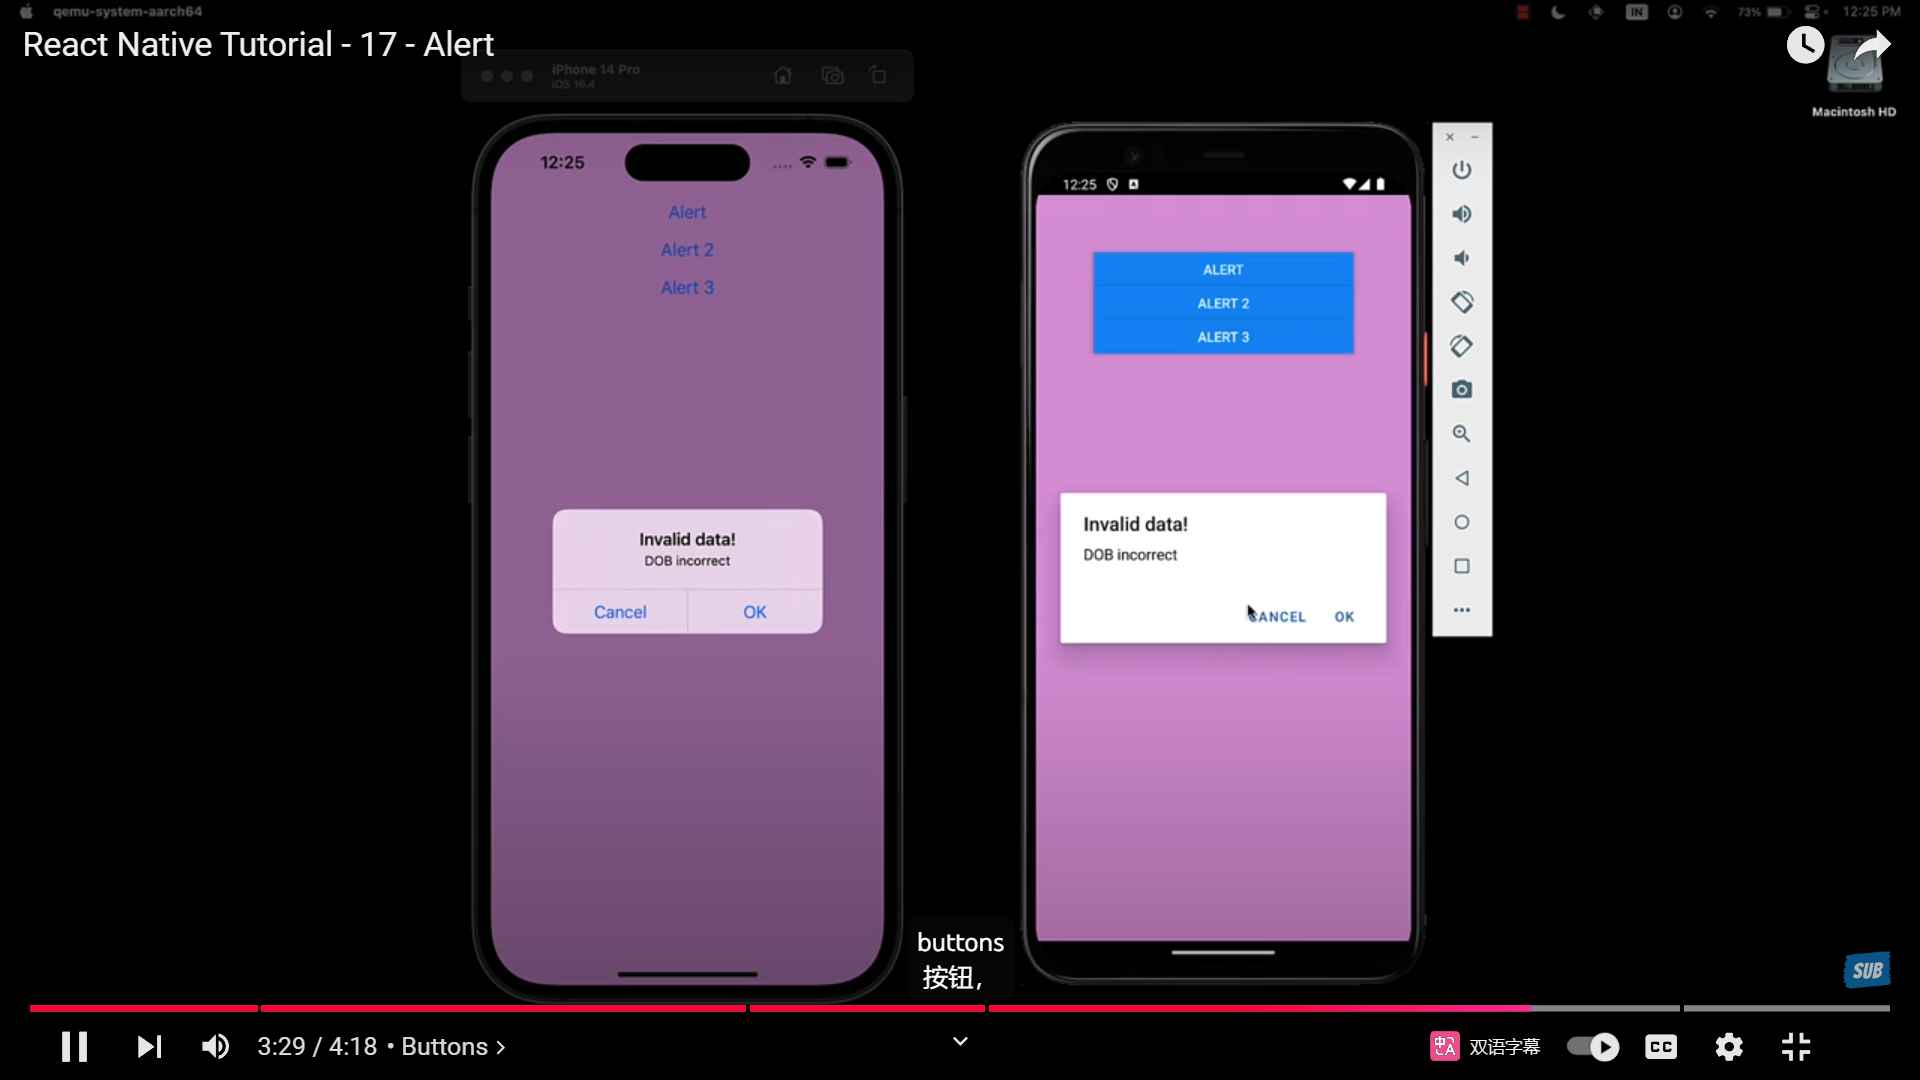 qemu-system-aarch64
IN
73%
12:25 PM
React Native Tutorial - 17 - Alert
iPhone 14 Pro
iOS 16.4
Macintosh HD
12:25
Alert
Alert 2
Alert 3
Invalid data!
DOB incorrect
Cancel
OK
12:25
ALERT
ALERT 2
ALERT 3
Invalid data!
DOB incorrect
CANCEL
OK
buttons
按钮,
SUB
3:29 / 4:18 • Buttons >
双语字幕
CC